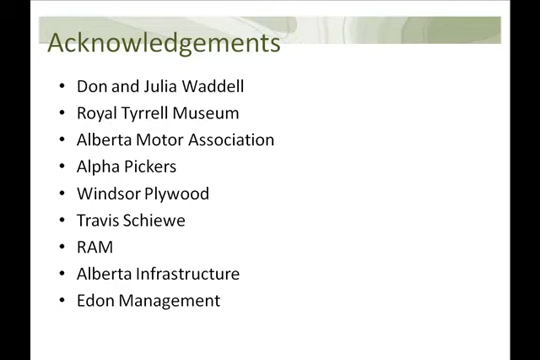 Acknowledgements
• Don and Julia Waddell
• Royal Tyrrell Museum
• Alberta Motor Association
• Alpha Pickers
• Windsor Plywood
• Travis Schiewe
• RAM
• Alberta Infrastructure
• Edon Management